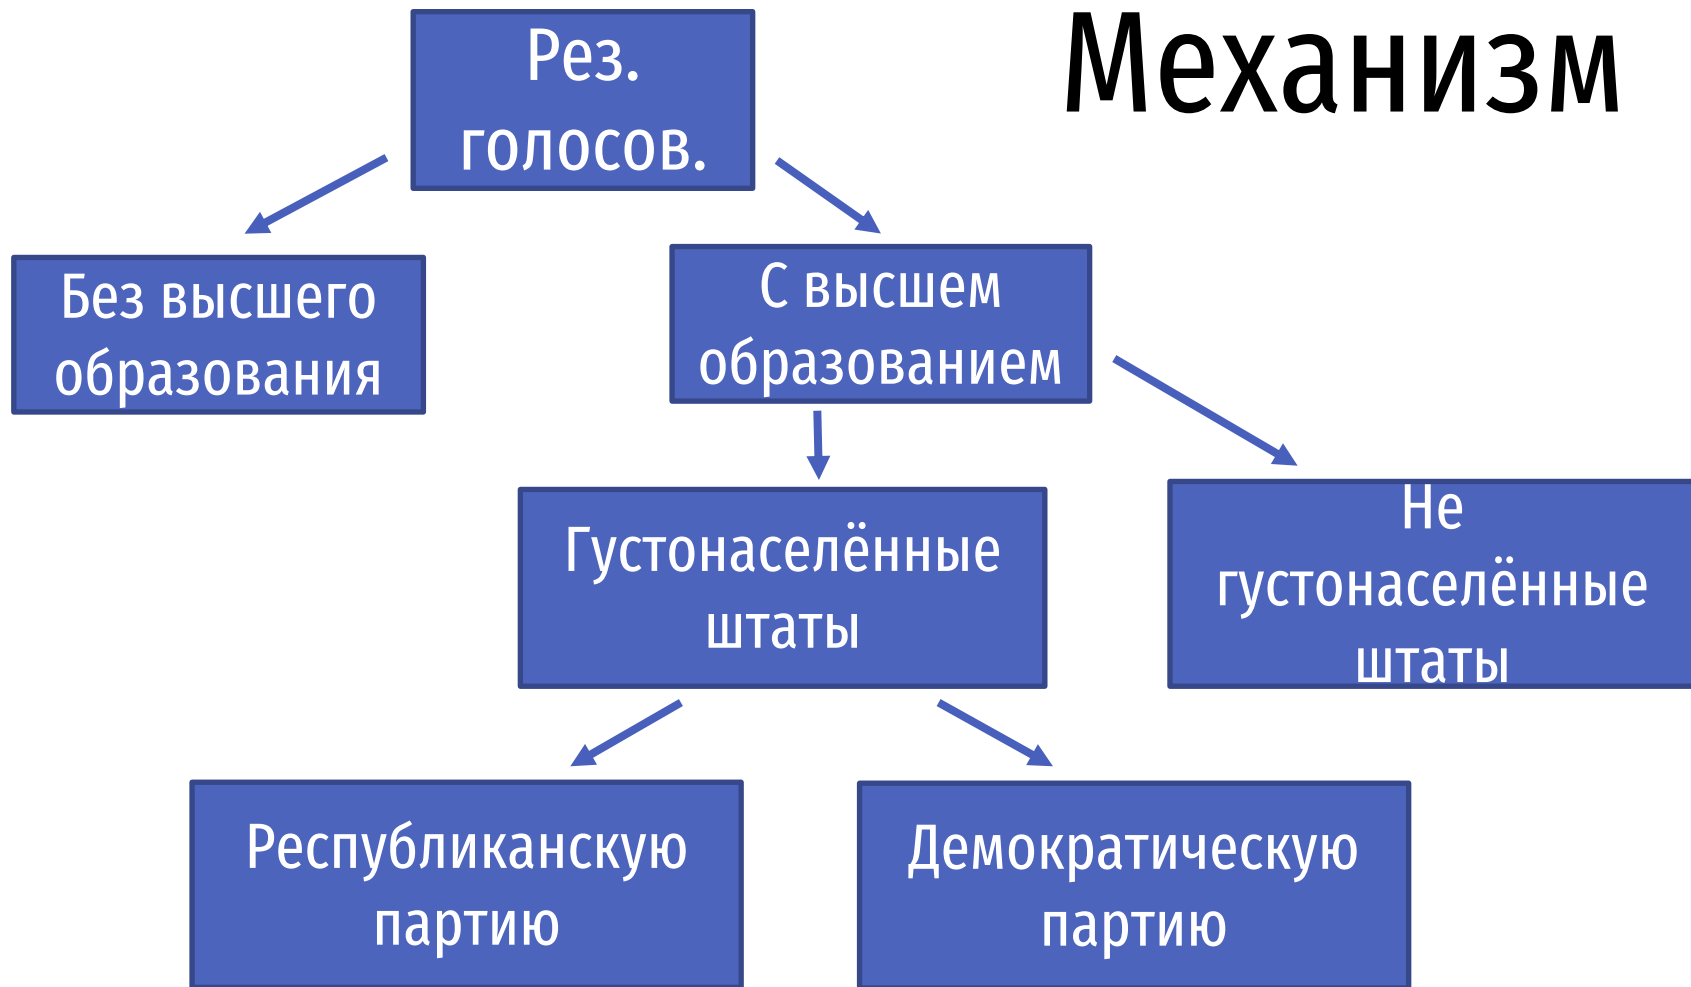 Механизм
Рез.
голосов.
Без высшего
образования
С высшем
образованием
Густонаселённые
штаты
Не
густонаселённые
штаты
Республиканскую
партию
Демократическую
партию